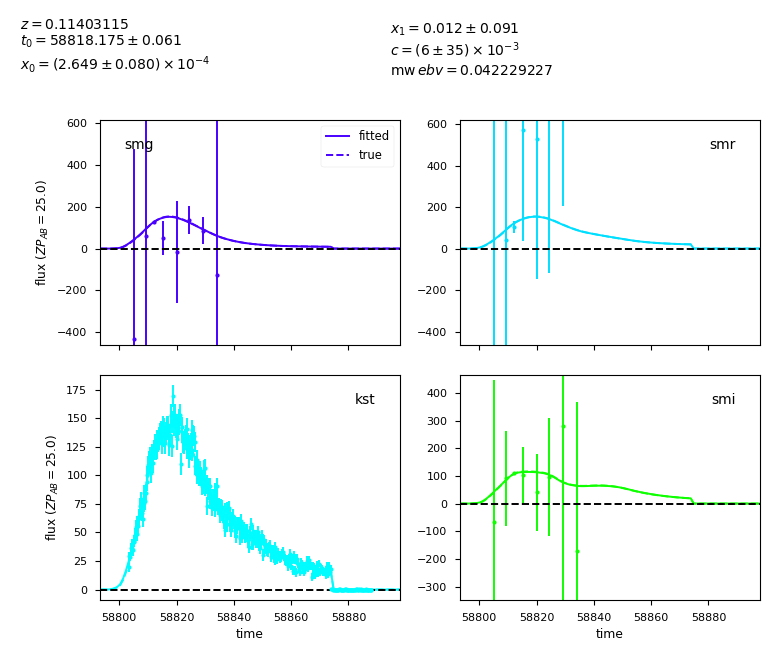 z = 0.11403115
t0 = 58818.175 ± 0.061
x0 = (2.649 ± 0.080) × 10^−4
x1 = 0.012 ± 0.091
c = (6 ± 35) × 10^−3
mw ebv = 0.042229227
smg
fitted
true
600
400
200
0
−200
−400
flux (ZP_AB = 25.0)
smr
600
400
200
0
−200
−400
kst
175
150
125
100
75
50
25
0
flux (ZP_AB = 25.0)
58800 58820 58840 58860 58880
time
smi
400
300
200
100
0
−100
−200
−300
58800 58820 58840 58860 58880
time